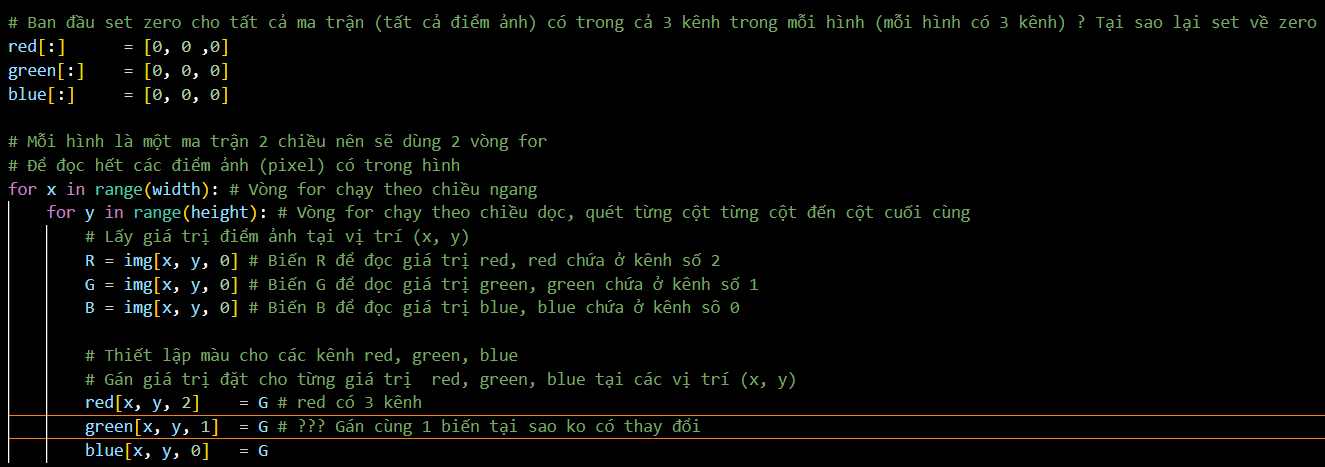 # Ban đầu set zero cho tất cả ma trận (tất cả điểm ảnh) có trong cả 3 kênh trong mỗi hình (mỗi hình có 3 kênh) ? Tại sao lại set về zero
red[:]      = [0, 0 ,0]
green[:]    = [0, 0, 0]
blue[:]     = [0, 0, 0]
# Mỗi hình là một ma trận 2 chiều nên sẽ dùng 2 vòng for
# Để đọc hết các điểm ảnh (pixel) có trong hình
for x in range(width): # Vòng for chạy theo chiều ngang
    for y in range(height): # Vòng for chạy theo chiều dọc, quét từng cột từng cột đến cột cuối cùng
        # Lấy giá trị điểm ảnh tại vị trí (x, y)
        R = img[x, y, 0] # Biến R để đọc giá trị red, red chứa ở kênh số 2
        G = img[x, y, 0] # Biến G để dọc giá trị green, green chứa ở kênh số 1
        B = img[x, y, 0] # Biến B để đọc giá trị blue, blue chứa ở kênh sô 0
        # Thiết lập màu cho các kênh red, green, blue
        # Gán giá trị đặt cho từng giá trị  red, green, blue tại các vị trí (x, y)
        red[x, y, 2]    = G # red có 3 kênh
        green[x, y, 1]  = G # ??? Gán cùng 1 biến tại sao ko có thay đổi
        blue[x, y, 0]   = G